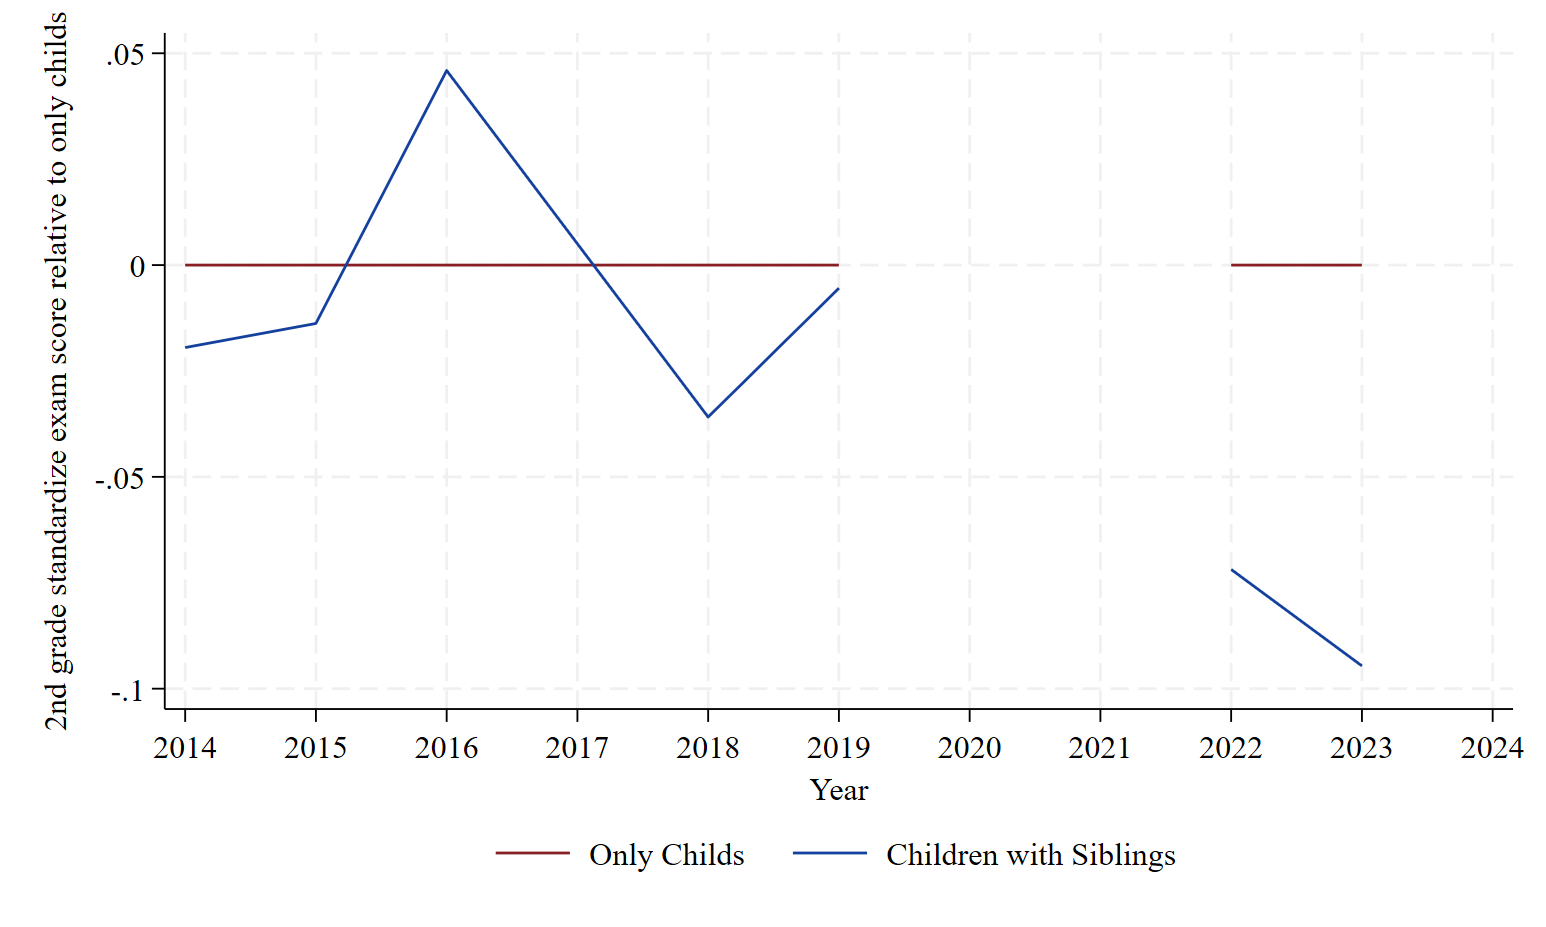 2nd grade standardize exam score relative to only childs
.05
0
-.05
-.1
2014 2015 2016 2017 2018 2019 2020 2021 2022 2023 2024
Year
Only Childs Children with Siblings